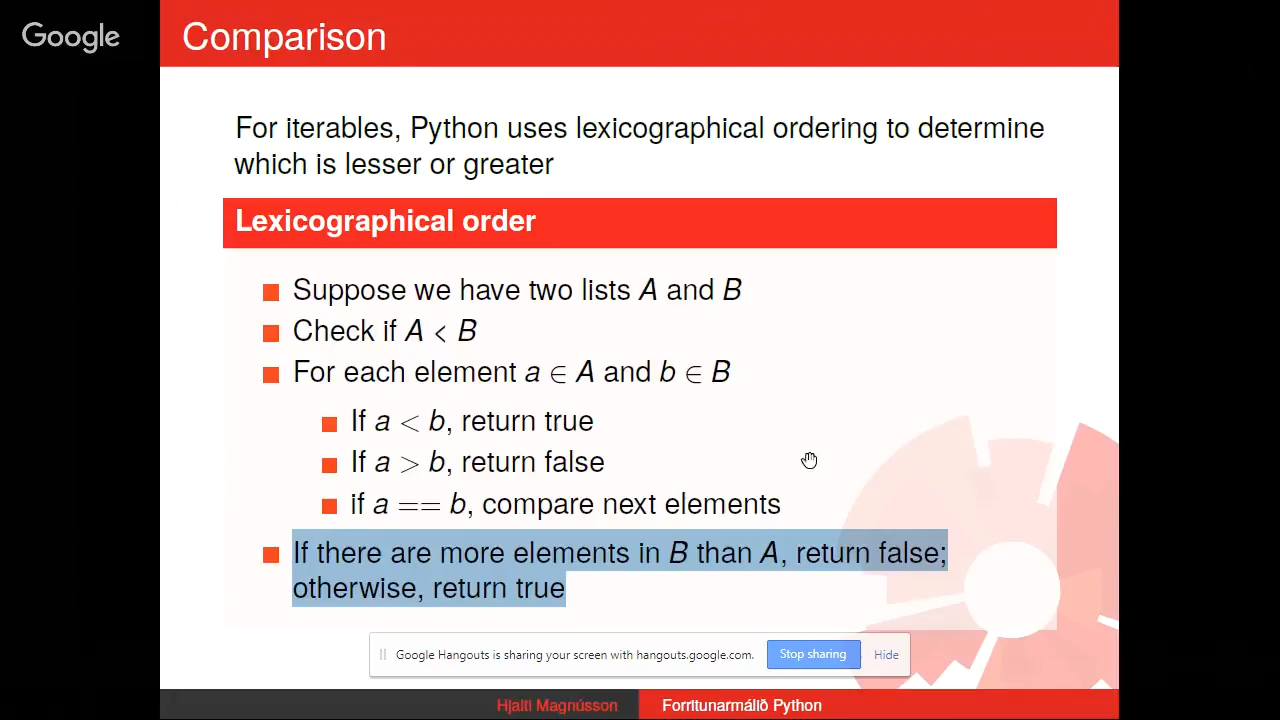 Google
Comparison
For iterables, Python uses lexicographical ordering to determine
which is lesser or greater
Lexicographical order
Suppose we have two lists A and B
Check if A < B
For each element a ∈ A and b ∈ B
If a < b, return true
If a > b, return false
if a == b, compare next elements
If there are more elements in B than A, return false;
otherwise, return true
Google Hangouts is sharing your screen with hangouts.google.com. Stop sharing Hide
Hjalti Magnússon Forritunarmálið Python